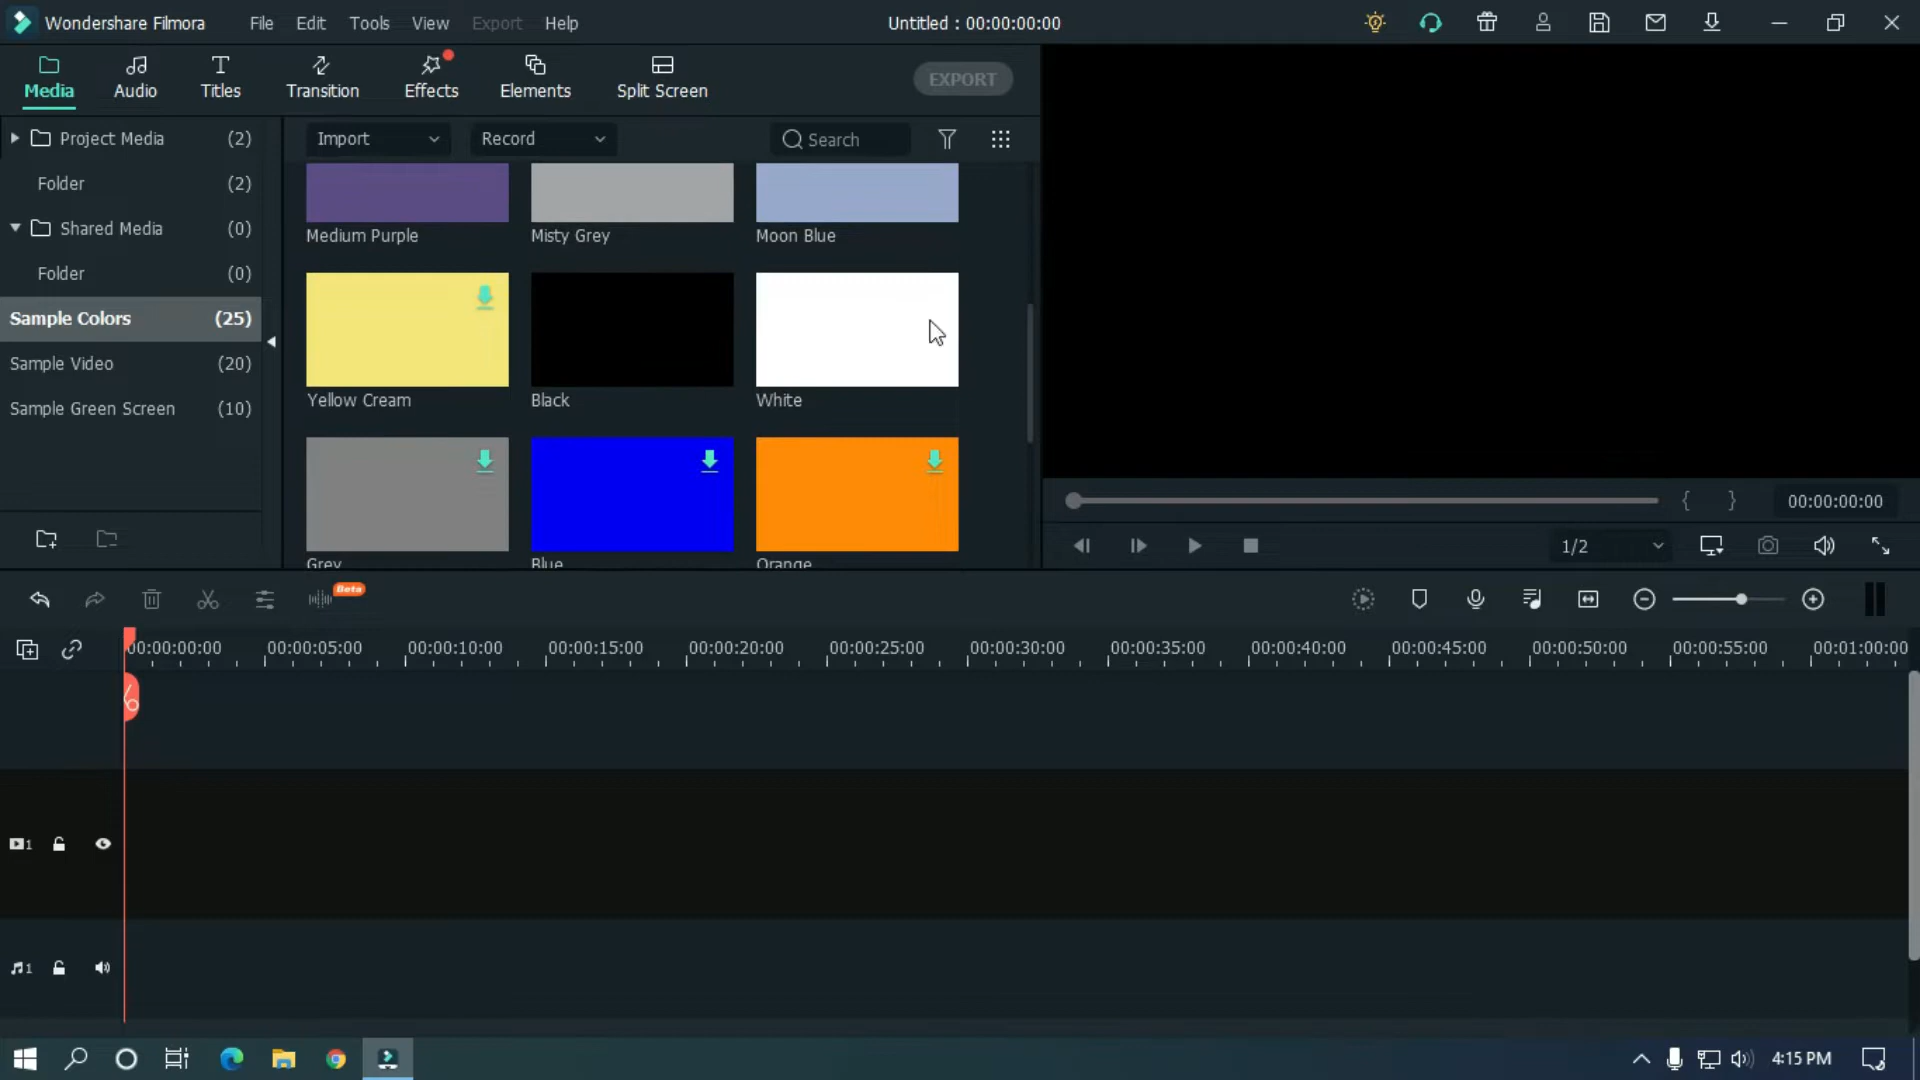 Wondershare Filmora File Edit Tools View Export Help Untitled : 00:00:00:00
Media Audio Titles Transition Effects Elements Split Screen EXPORT
Project Media (2)
Folder (2)
Shared Media (0)
Folder (0)
Sample Colors (25)
Sample Video (20)
Sample Green Screen (10)
Import Record Search
Medium Purple Misty Grey Moon Blue
Yellow Cream Black White
Grey Blue Orange
{ } 00:00:00:00
1/2
Beta
00:00:00:00 00:00:05:00 00:00:10:00 00:00:15:00 00:00:20:00 00:00:25:00 00:00:30:00 00:00:35:00 00:00:40:00 00:00:45:00 00:00:50:00 00:00:55:00 00:01:00:00
1
1
4:15 PM